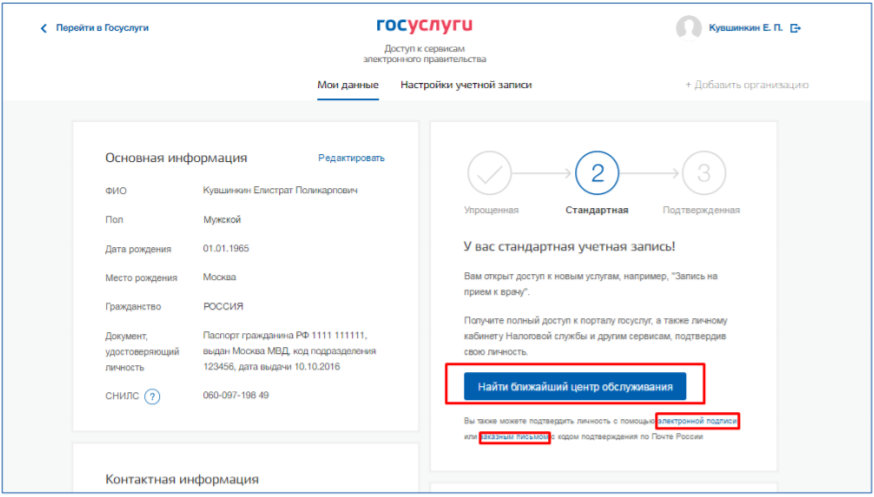 Перейти в Госуслуги
госуслуги
Кувшинкин Е. П.
Доступ к сервисам
электронного правительства
Мои данные
Настройки учетной записи
+ Добавить организацию
Основная информация
Редактировать
ФИО
Кувшинкин Елистрат Поликарпович
Пол
Мужской
Дата рождения
01.01.1965
Место рождения
Москва
Гражданство
РОССИЯ
Документ,
удостоверяющий
личность
Паспорт гражданина РФ 1111 111111,
выдан Москва МВД, код подразделения
123456, дата выдачи 10.10.2016
СНИЛС ?
060-097-198 49
Контактная информация
2
3
Упрощенная
Стандартная
Подтвержденная
У вас стандартная учетная запись!
Вам открыт доступ к новым услугам, например, "Запись на
прием к врачу".
Получите полный доступ к порталу госуслуг, а также личному
кабинету Налоговой службы и другим сервисам, подтвердив
свою личность.
Найти ближайший центр обслуживания
Вы также можете подтвердить личность с помощью электронной подписи
или заказным письмом с кодом подтверждения по Почте России